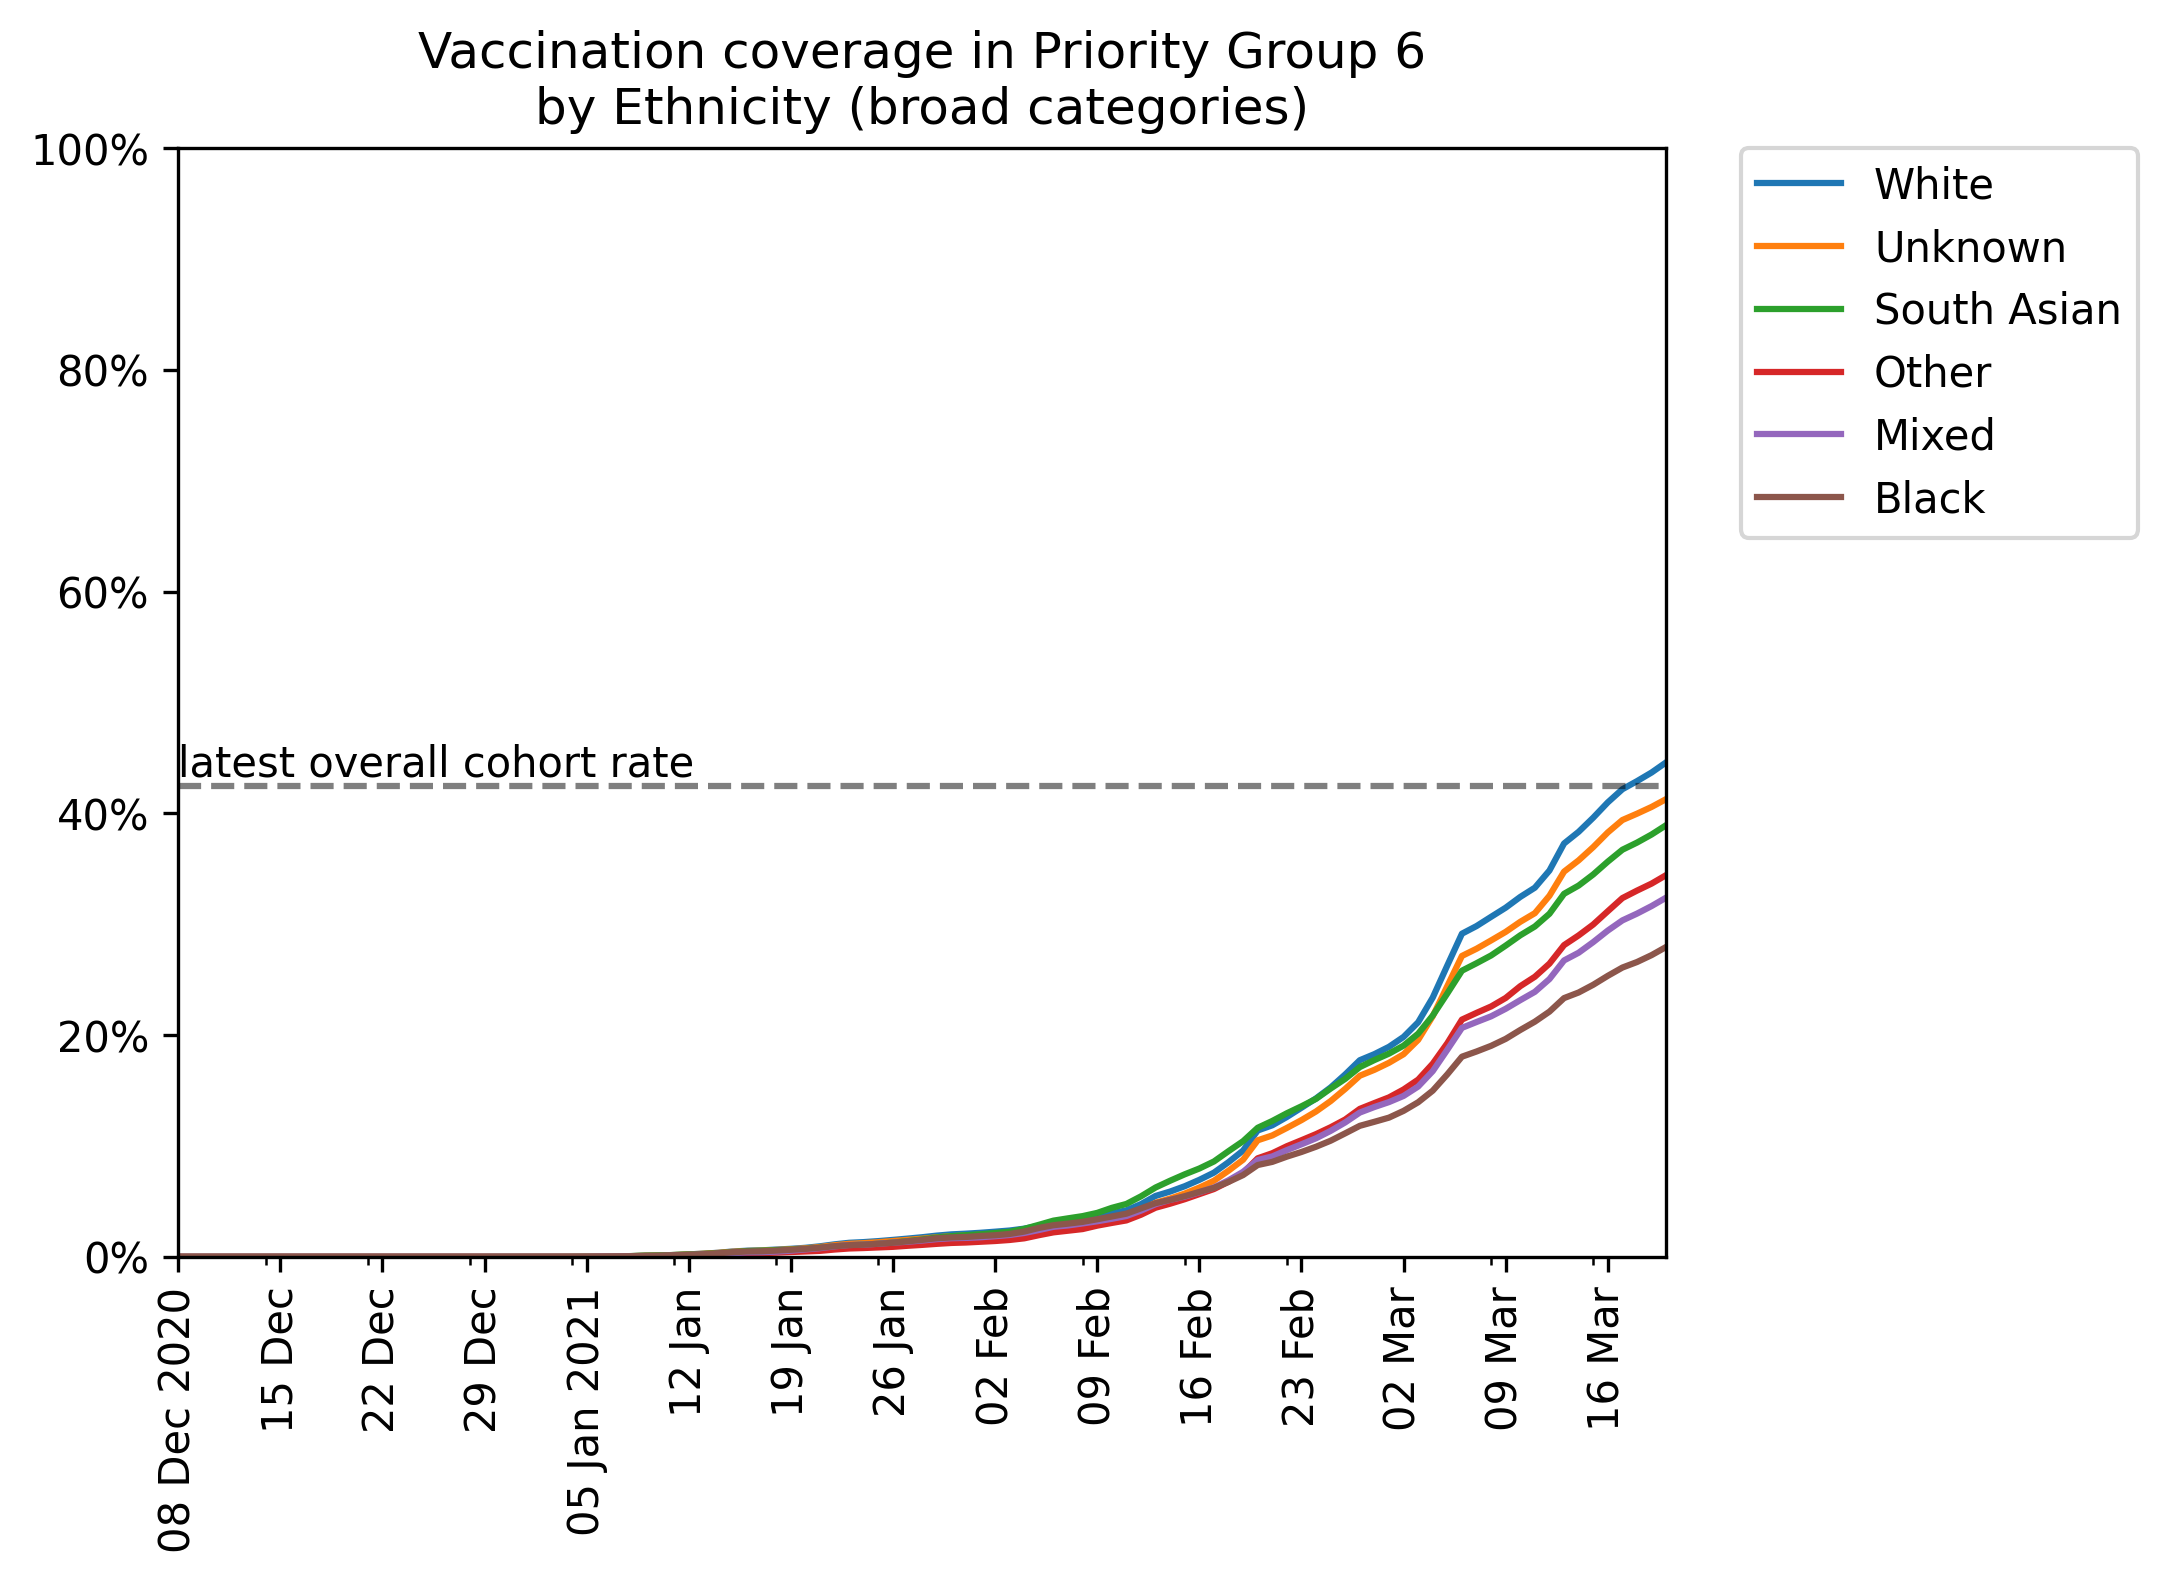 Vaccination coverage in Priority Group 6
by Ethnicity (broad categories)
100%
80%
60%
40%
20%
0%
latest overall cohort rate
08 Dec 2020
15 Dec
22 Dec
29 Dec
05 Jan 2021
12 Jan
19 Jan
26 Jan
02 Feb
09 Feb
16 Feb
23 Feb
02 Mar
09 Mar
16 Mar
White
Unknown
South Asian
Other
Mixed
Black